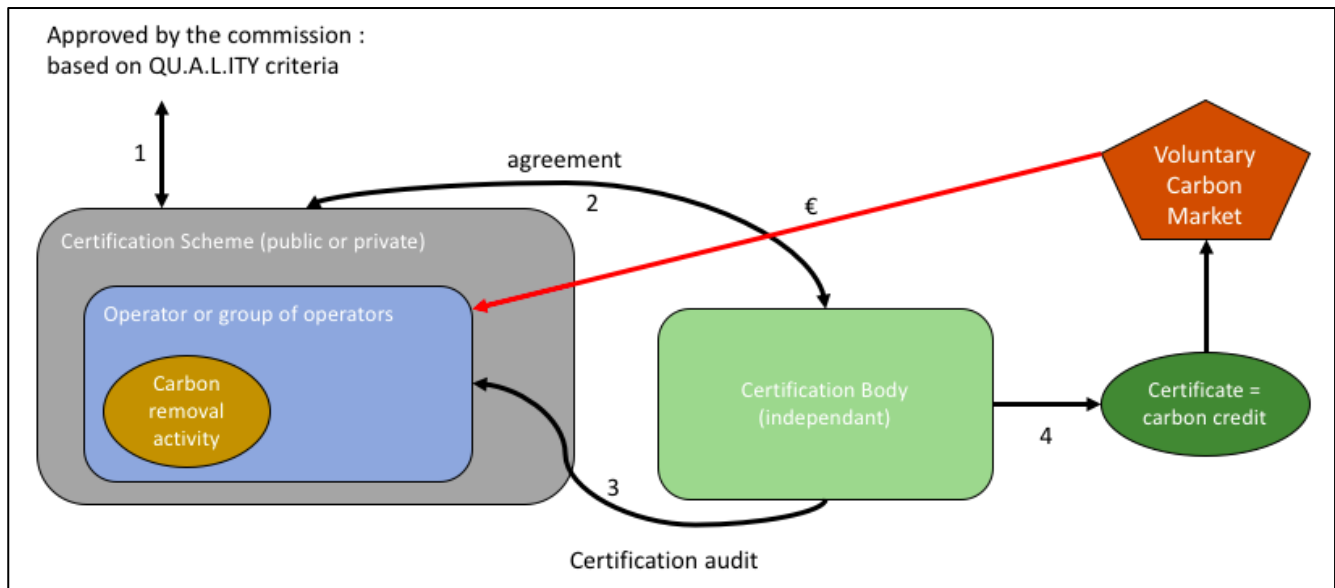 Approved by the commission :
based on QU.A.L.ITY criteria
1
agreement
2
€
Voluntary
Carbon
Market
Certification Scheme (public or private)
Operator or group of operators
Carbon
removal
activity
Certification Body
(independant)
4
Certificate =
carbon credit
3
Certification audit